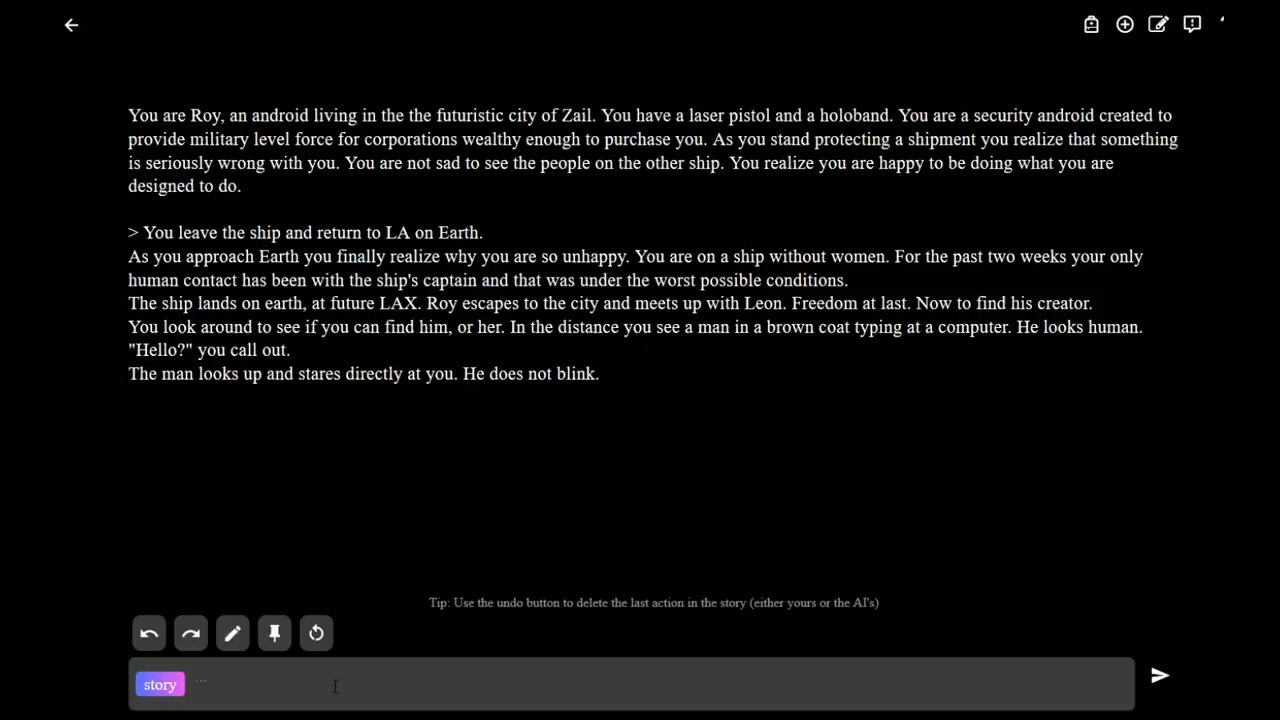 You are Roy, an android living in the the futuristic city of Zail. You have a laser pistol and a holoband. You are a security android created to
provide military level force for corporations wealthy enough to purchase you. As you stand protecting a shipment you realize that something
is seriously wrong with you. You are not sad to see the people on the other ship. You realize you are happy to be doing what you are
designed to do.
> You leave the ship and return to LA on Earth.
As you approach Earth you finally realize why you are so unhappy. You are on a ship without women. For the past two weeks your only
human contact has been with the ship's captain and that was under the worst possible conditions.
The ship lands on earth, at future LAX. Roy escapes to the city and meets up with Leon. Freedom at last. Now to find his creator.
You look around to see if you can find him, or her. In the distance you see a man in a brown coat typing at a computer. He looks human.
"Hello?" you call out.
The man looks up and stares directly at you. He does not blink.
Tip: Use the undo button to delete the last action in the story (either yours or the AI's)
story ...